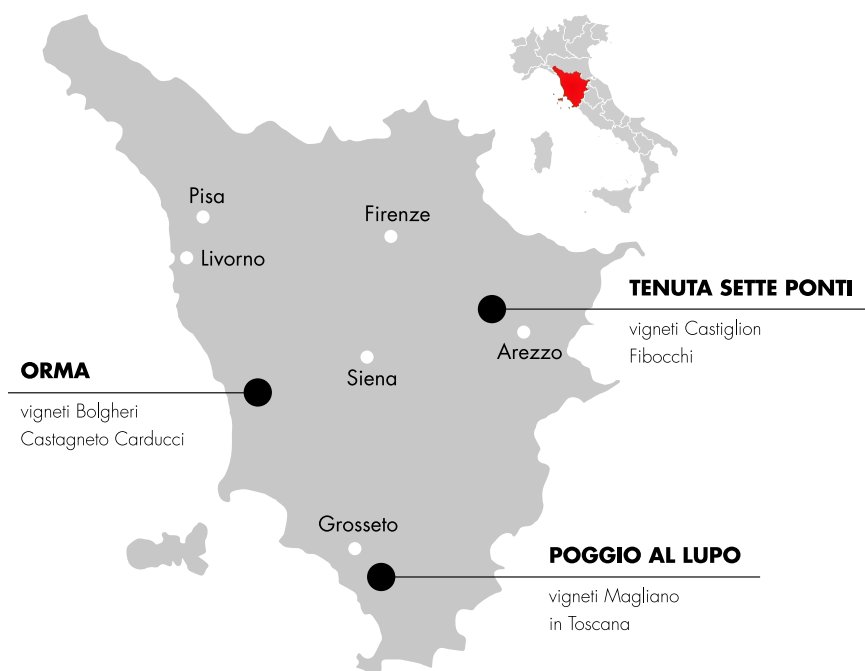 Pisa
Firenze
Livorno
TENUTA SETTE PONTI
vigneti Castiglion
Fibocchi
Arezzo
Siena
ORMA
vigneti Bolgheri
Castagneto Carducci
Grosseto
POGGIO AL LUPO
vigneti Magliano
in Toscana